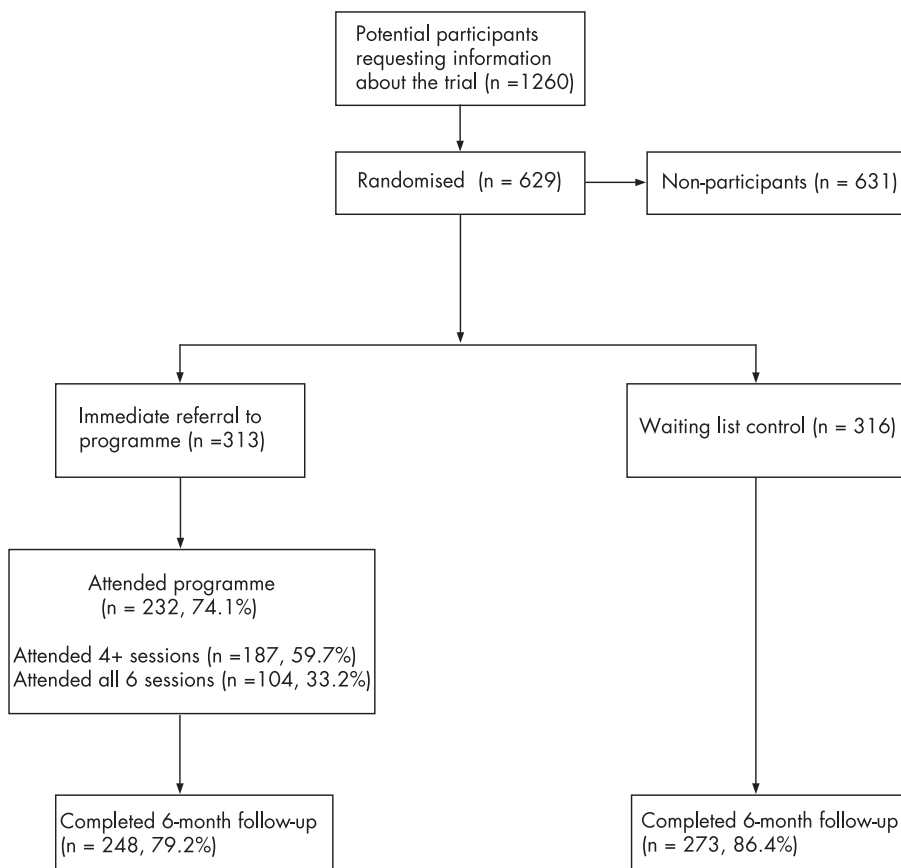 Potential participants
requesting information
about the trial (n =1260)
Randomised (n = 629)
Non-participants (n = 631)
Immediate referral to
programme (n =313)
Waiting list control (n = 316)
Attended programme
(n = 232, 74.1%)
Attended 4+ sessions (n =187, 59.7%)
Attended all 6 sessions (n =104, 33.2%)
Completed 6-month follow-up
(n = 248, 79.2%)
Completed 6-month follow-up
(n = 273, 86.4%)